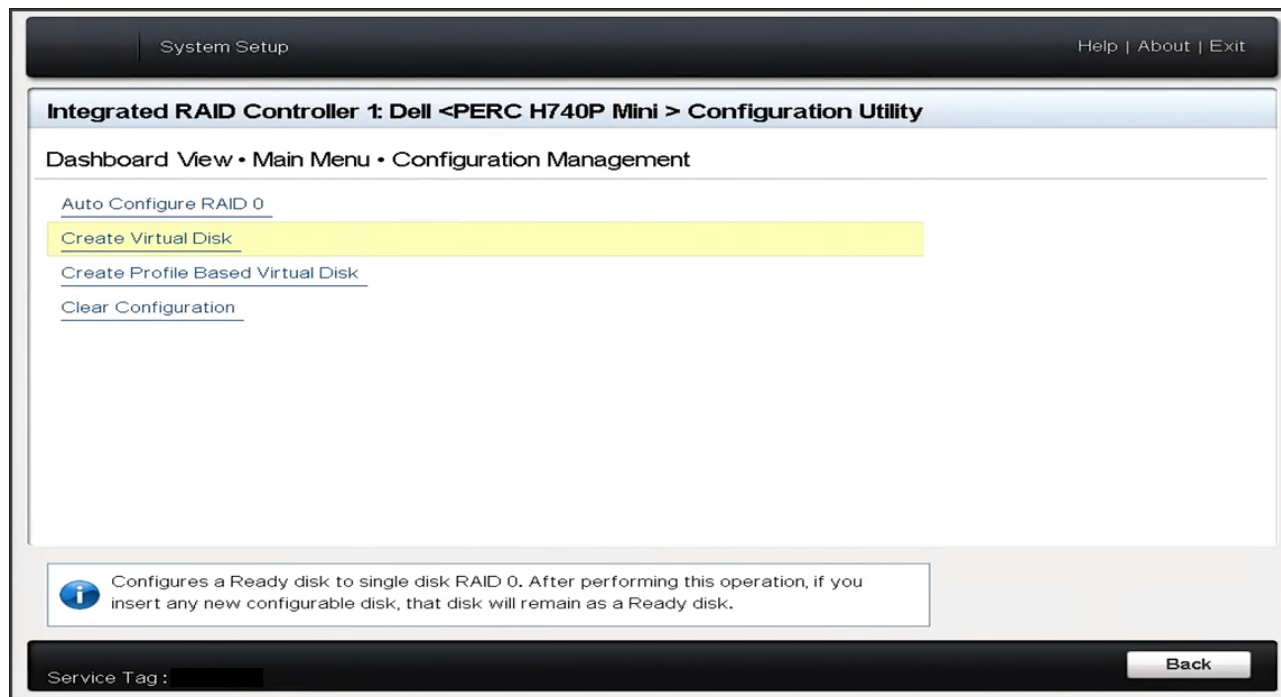 System Setup
Help | About | Exit
Integrated RAID Controller 1: Dell <PERC H740P Mini > Configuration Utility
Dashboard View • Main Menu • Configuration Management
Auto Configure RAID 0
Create Virtual Disk
Create Profile Based Virtual Disk
Clear Configuration
Configures a Ready disk to single disk RAID 0. After performing this operation, if you
insert any new configurable disk, that disk will remain as a Ready disk.
Service Tag :
Back